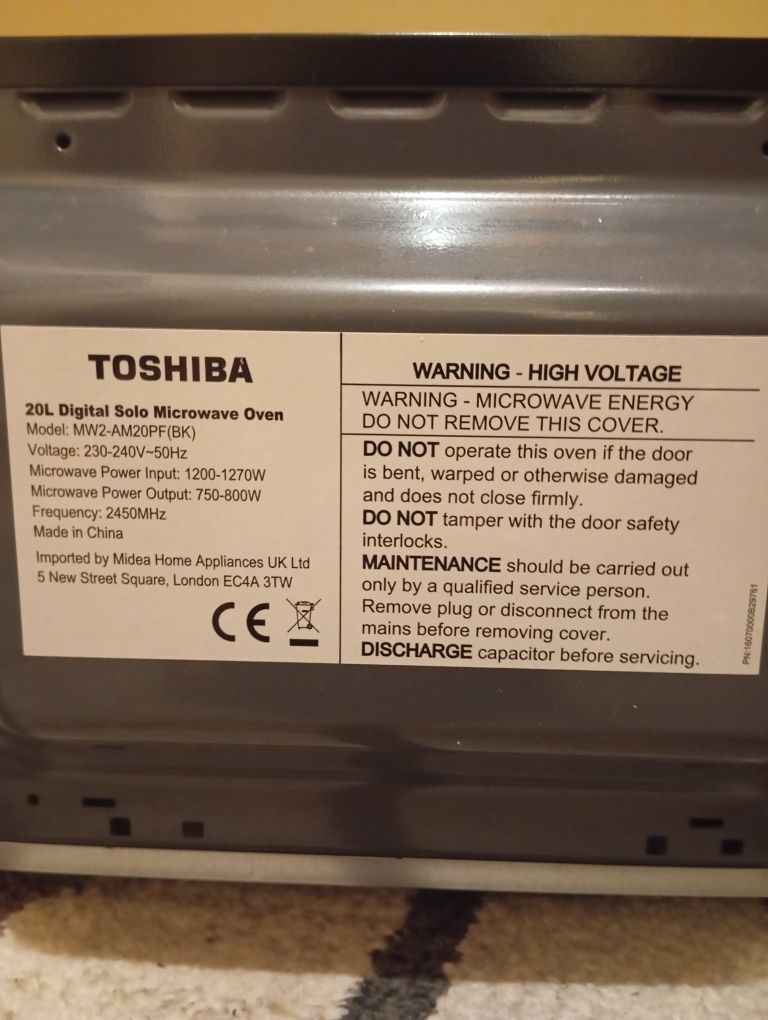 TOSHIBA
20L Digital Solo Microwave Oven
Model: MW2-AM20PF(BK)
Voltage: 230-240V~50Hz
Microwave Power Input: 1200-1270W
Microwave Power Output: 750-800W
Frequency: 2450MHz
Made in China
Imported by Midea Home Appliances UK Ltd
5 New Street Square, London EC4A 3TW
CE
WARNING - HIGH VOLTAGE
WARNING - MICROWAVE ENERGY
DO NOT REMOVE THIS COVER.
DO NOT operate this oven if the door
is bent, warped or otherwise damaged
and does not close firmly.
DO NOT tamper with the door safety
interlocks.
MAINTENANCE should be carried out
only by a qualified service person.
Remove plug or disconnect from the
mains before removing cover.
DISCHARGE capacitor before servicing.
PN:16070000B29761